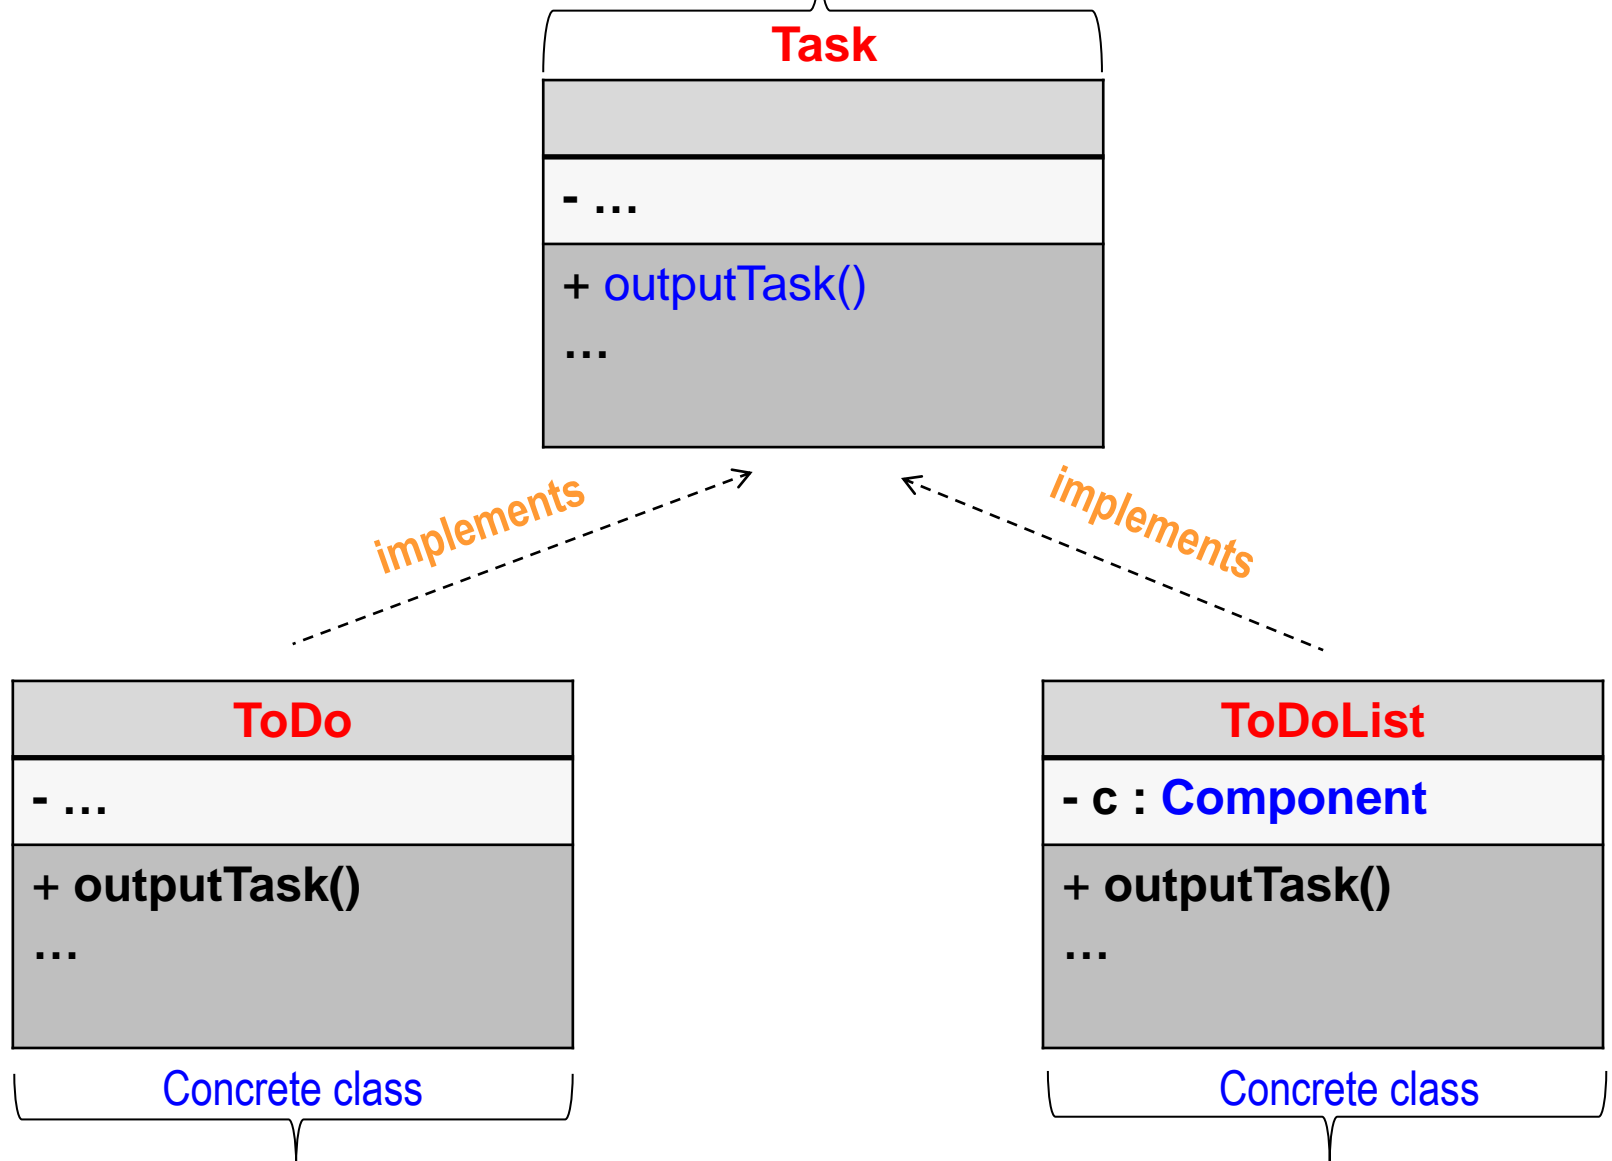 Task
- …
+ outputTask()
…
implements
implements
ToDo
- …
+ outputTask()
…
Concrete class
ToDoList
- c : Component
+ outputTask()
…
Concrete class